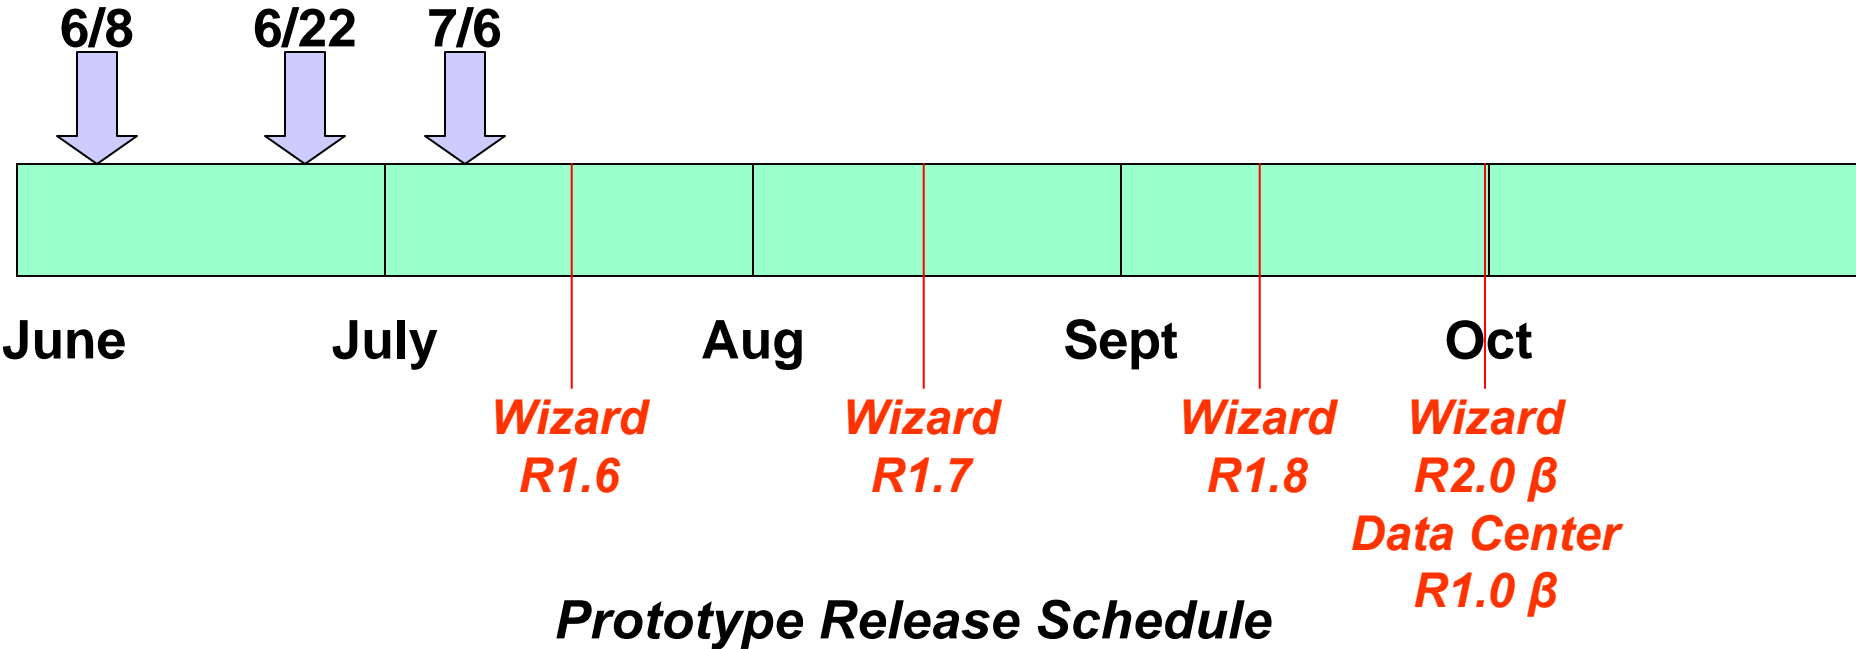 6/8 6/22 7/6
June July Aug Sept Oct
Wizard Wizard Wizard Wizard
R1.6 R1.7 R1.8 R2.0 β
Data Center
R1.0 β
Prototype Release Schedule